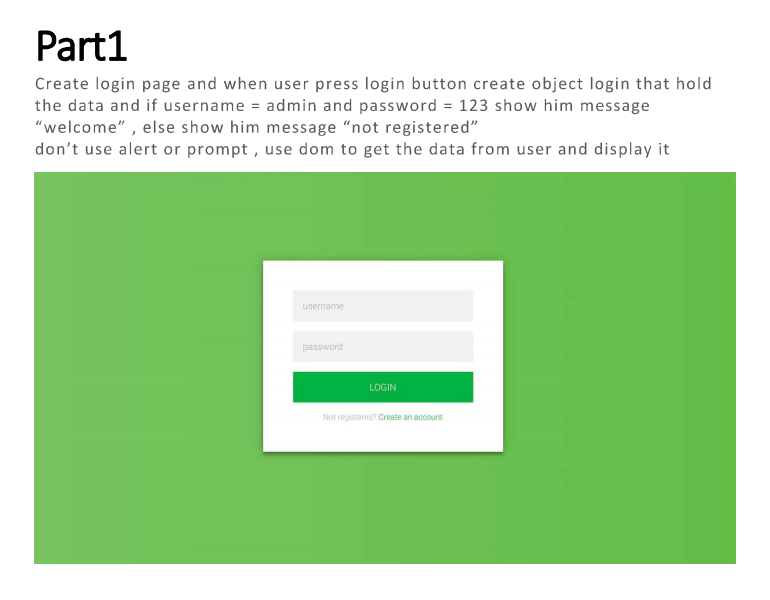 Part1
Create login page and when user press login button create object login that hold
the data and if username = admin and password = 123 show him message
“welcome” , else show him message “not registered”
don’t use alert or prompt , use dom to get the data from user and display it
username
password
LOGIN
Not registered? Create an account